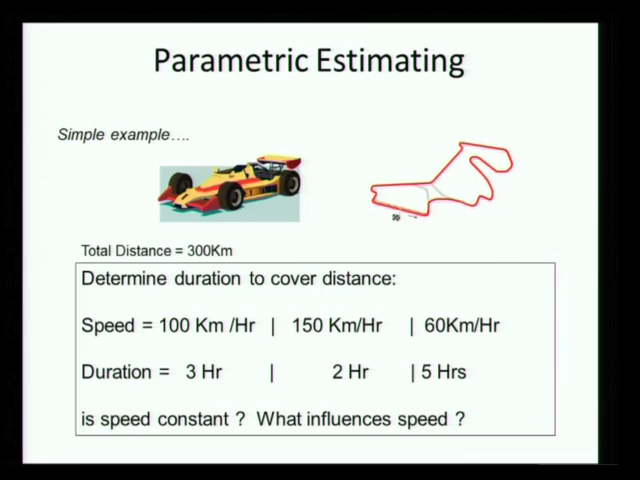 Parametric Estimating
Simple example....
Total Distance = 300Km
Determine duration to cover distance:
Speed = 100 Km /Hr | 150 Km/Hr | 60Km/Hr
Duration = 3 Hr | 2 Hr | 5 Hrs
is speed constant ? What influences speed ?